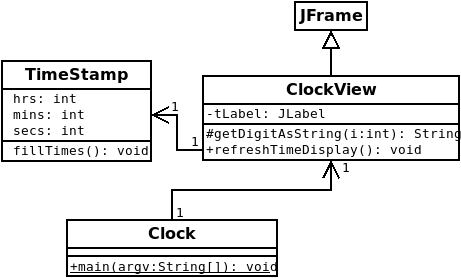 JFrame
TimeStamp
hrs: int
mins: int
secs: int
fillTimes(): void
ClockView
-tLabel: JLabel
#getDigitAsString(i:int): String
+refreshTimeDisplay(): void
1
1
1
1
Clock
+main(argv:String[]): void